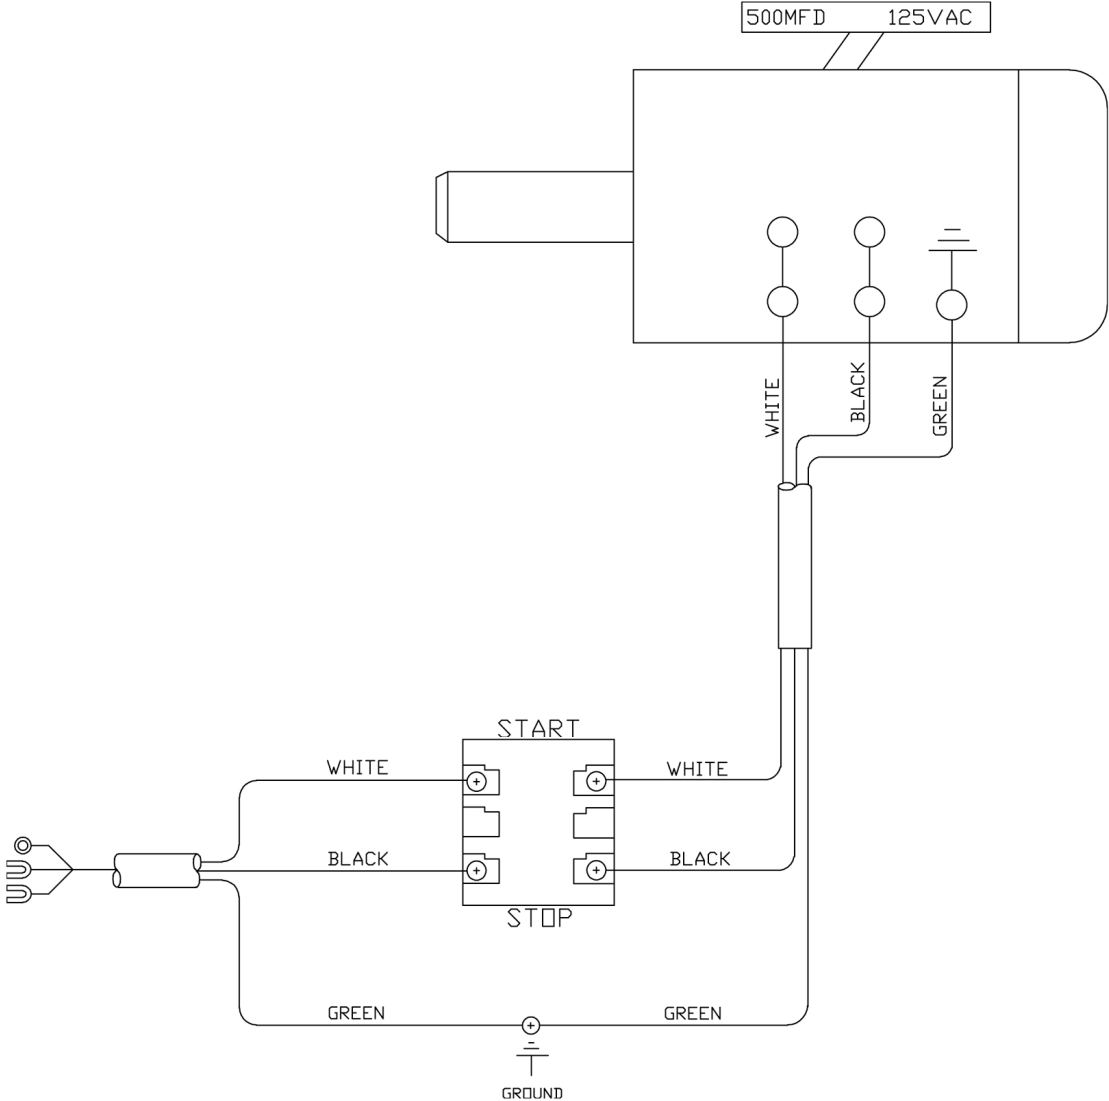 500MFD 125VAC
WHITE
BLACK
GREEN
START
WHITE
WHITE
BLACK
BLACK
STOP
GREEN
GREEN
GROUND